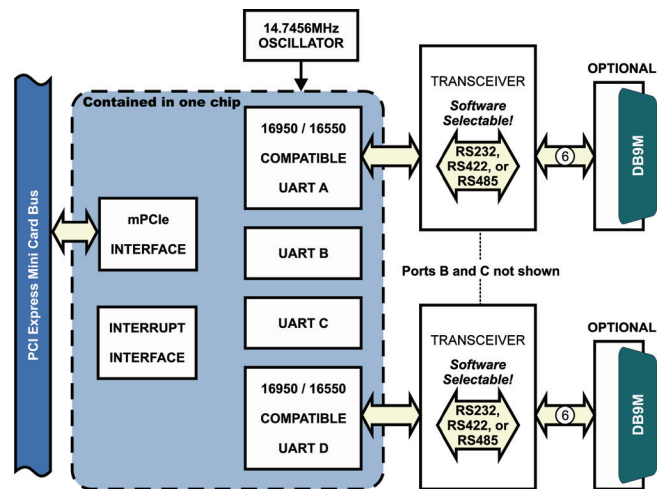 14.7456MHz
OSCILLATOR
PCI Express Mini Card Bus
Contained in one chip
mPCIe
INTERFACE
INTERRUPT
INTERFACE
16950 / 16550
COMPATIBLE
UART A
UART B
UART C
16950 / 16550
COMPATIBLE
UART D
TRANSCEIVER
Software
Selectable!
RS232,
RS422, or
RS485
6
OPTIONAL
DB9M
Ports B and C not shown
TRANSCEIVER
Software
Selectable!
RS232,
RS422, or
RS485
6
OPTIONAL
DB9M